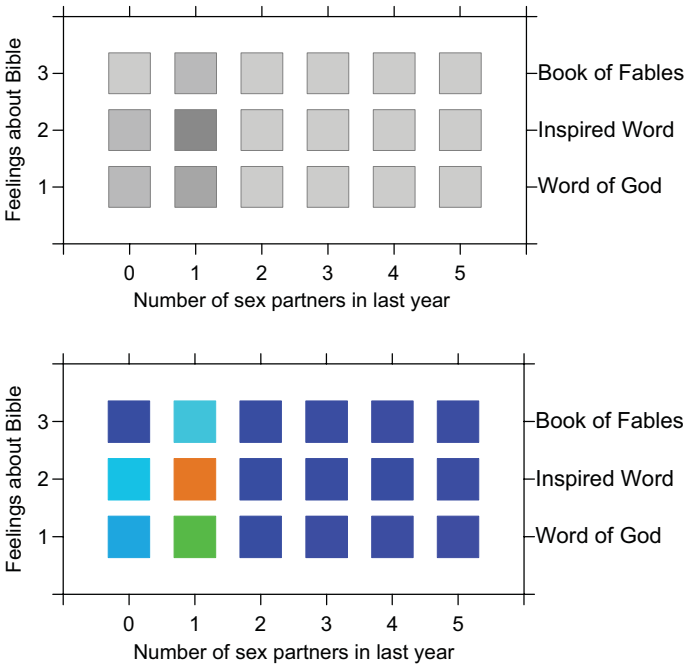 Feelings about Bible
3
Book of Fables
2
Inspired Word
1
Word of God
0 1 2 3 4 5
Number of sex partners in last year
Feelings about Bible
3
Book of Fables
2
Inspired Word
1
Word of God
0 1 2 3 4 5
Number of sex partners in last year